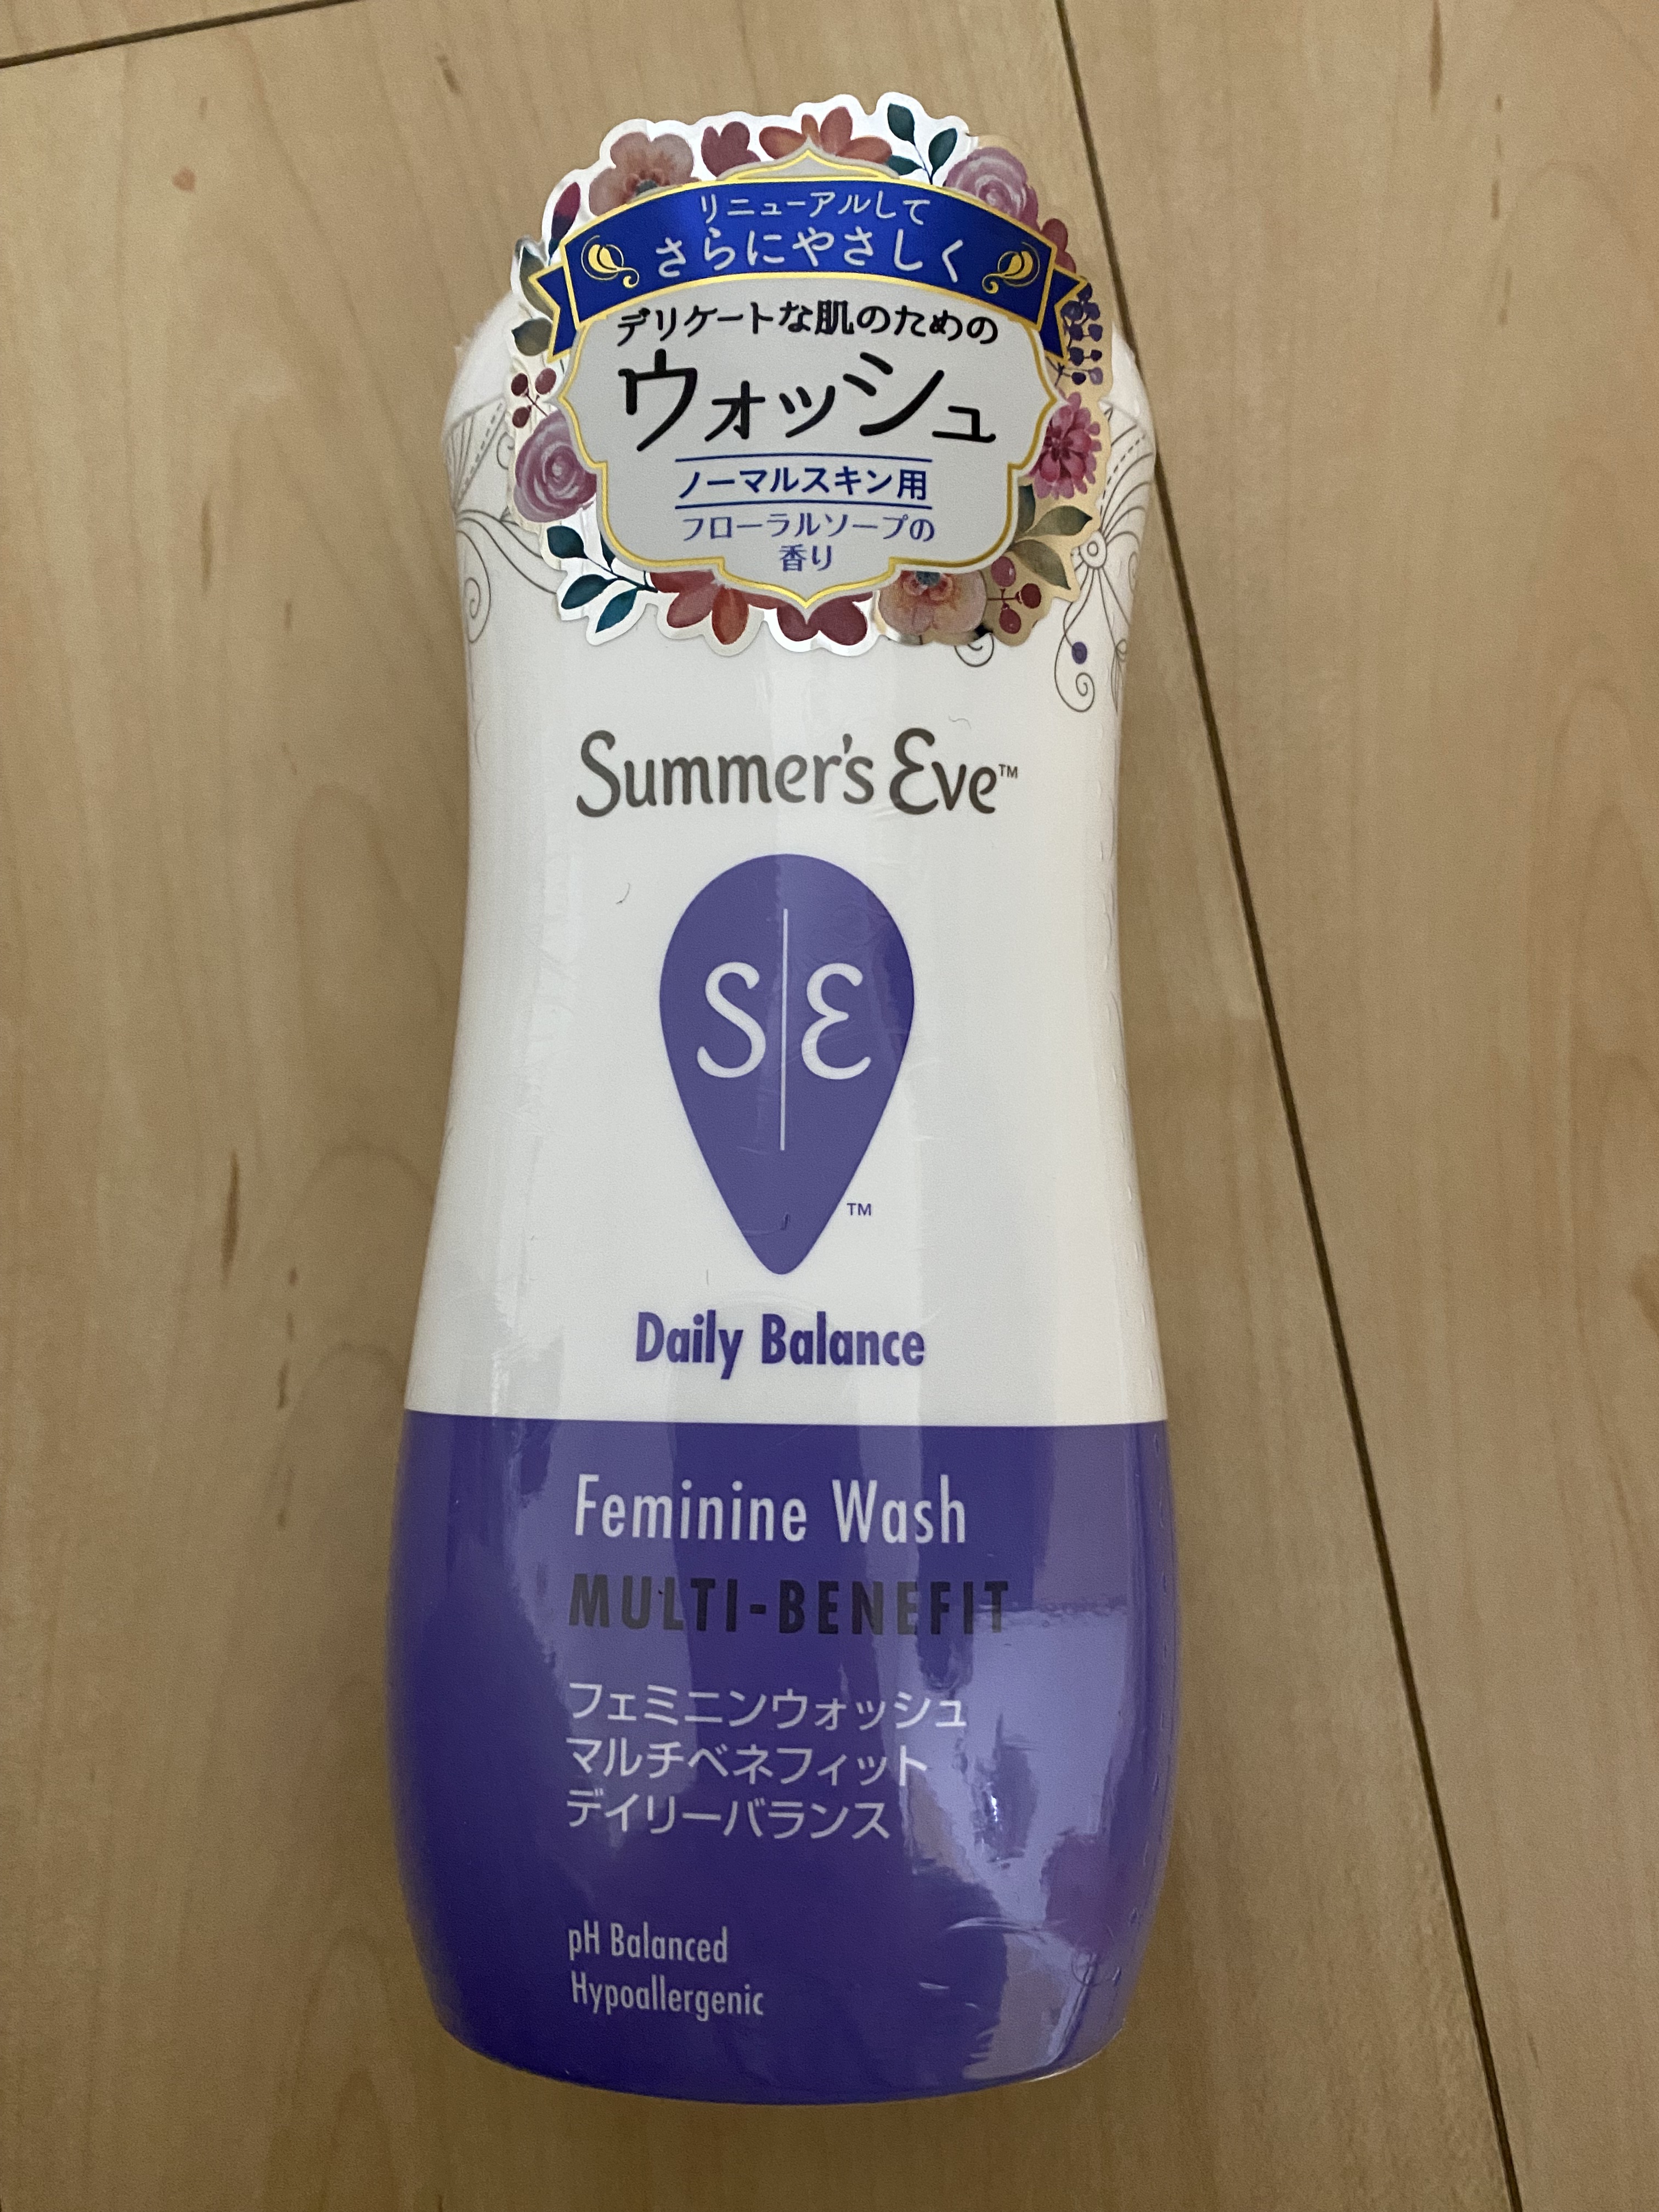 リニューアルして
さらにやさしく
デリケートな肌のための
ウォッシュ
ノーマルスキン用
フローラルソープの
香り
Summer's Eve™
S|E
™
Daily Balance
Feminine Wash
MULTI-BENEFIT
フェミニンウォッシュ
マルチベネフィット
デイリーバランス
pH Balanced
Hypoallergenic